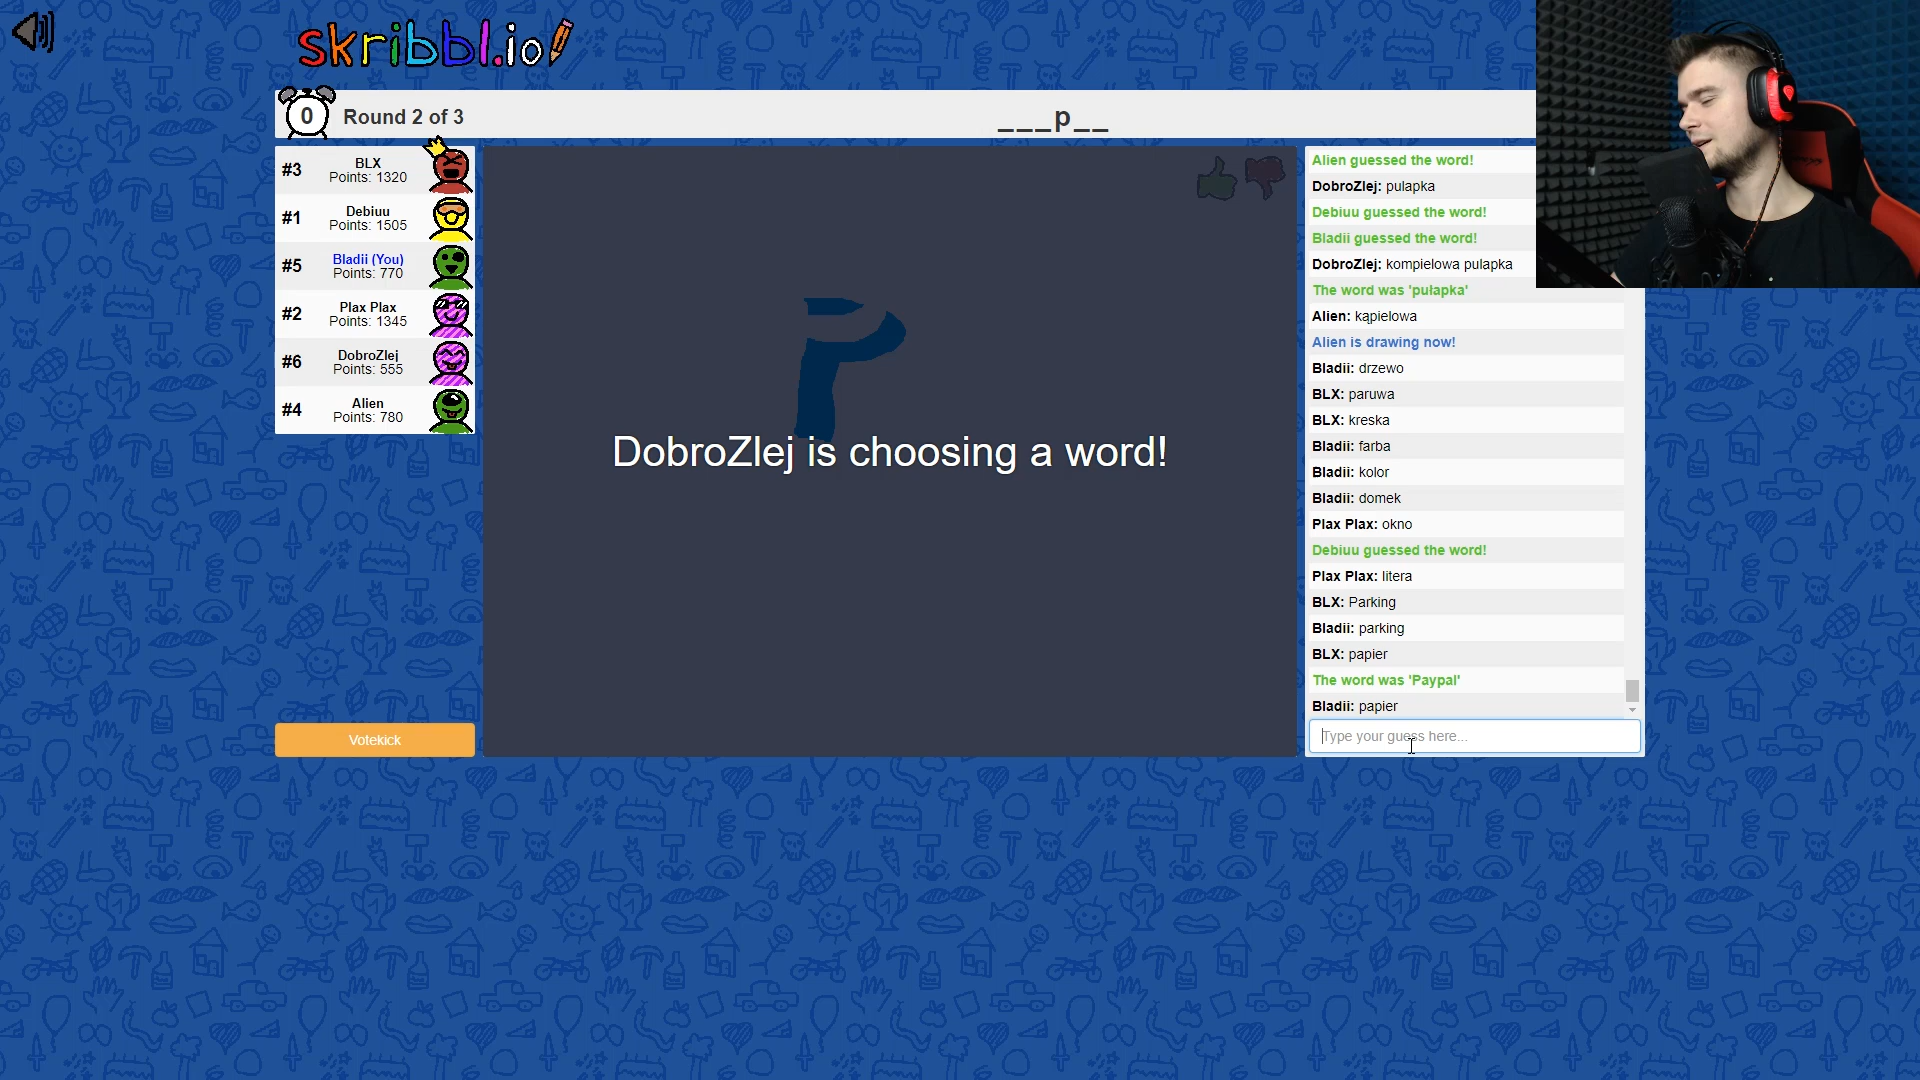 skribbl.io
0
Round 2 of 3
___p__
#3
BLX
Points: 1320
#1
Debiuu
Points: 1505
#5
Bladii (You)
Points: 770
#2
Plax Plax
Points: 1345
#6
DobroZlej
Points: 555
#4
Alien
Points: 780
Votekick
DobroZlej is choosing a word!
Alien guessed the word!
DobroZlej: pulapka
Debiuu guessed the word!
Bladii guessed the word!
DobroZlej: kompielowa pulapka
The word was 'pułapka'
Alien: kąpielowa
Alien is drawing now!
Bladii: drzewo
BLX: paruwa
BLX: kreska
Bladii: farba
Bladii: kolor
Bladii: domek
Plax Plax: okno
Debiuu guessed the word!
Plax Plax: litera
BLX: Parking
Bladii: parking
BLX: papier
The word was 'Paypal'
Bladii: papier
Type your guess here...